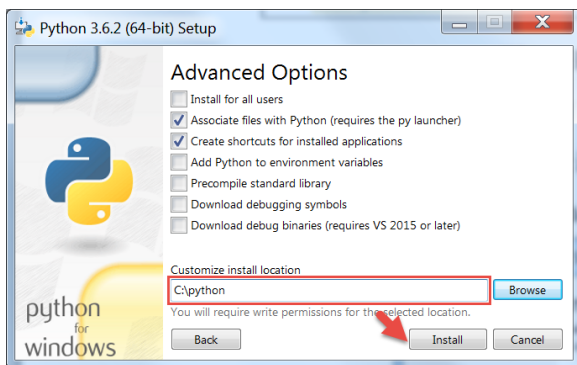 Python 3.6.2 (64-bit) Setup
Advanced Options
Install for all users
Associate files with Python (requires the py launcher)
Create shortcuts for installed applications
Add Python to environment variables
Precompile standard library
Download debugging symbols
Download debug binaries (requires VS 2015 or later)
Customize install location
C:\python
Browse
You will require write permissions for the selected location.
python
for
windows
Back
Install
Cancel